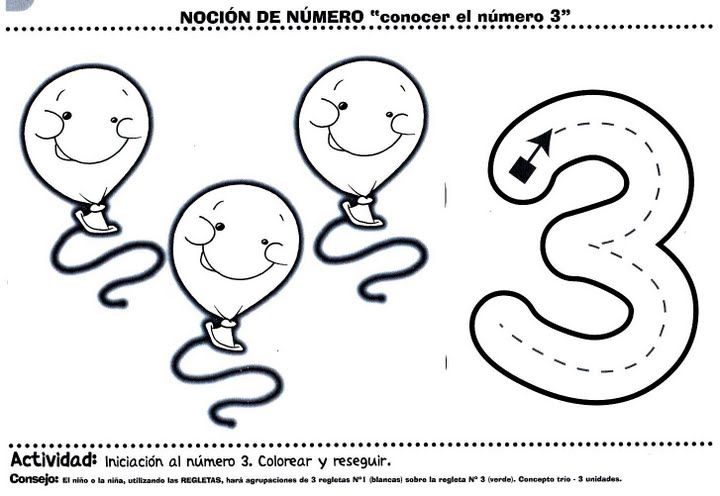 NOCIÓN DE NÚMERO "conocer el número 3"
3
Actividad: Iniciación al número 3. Colorear y reseguir.
Consejo: El niño o la niña, utilizando las REGLETAS, hará agrupaciones de 3 regletas Nº1 (blancas) sobre la regleta Nº 3 (verde). Concepto trío - 3 unidades.